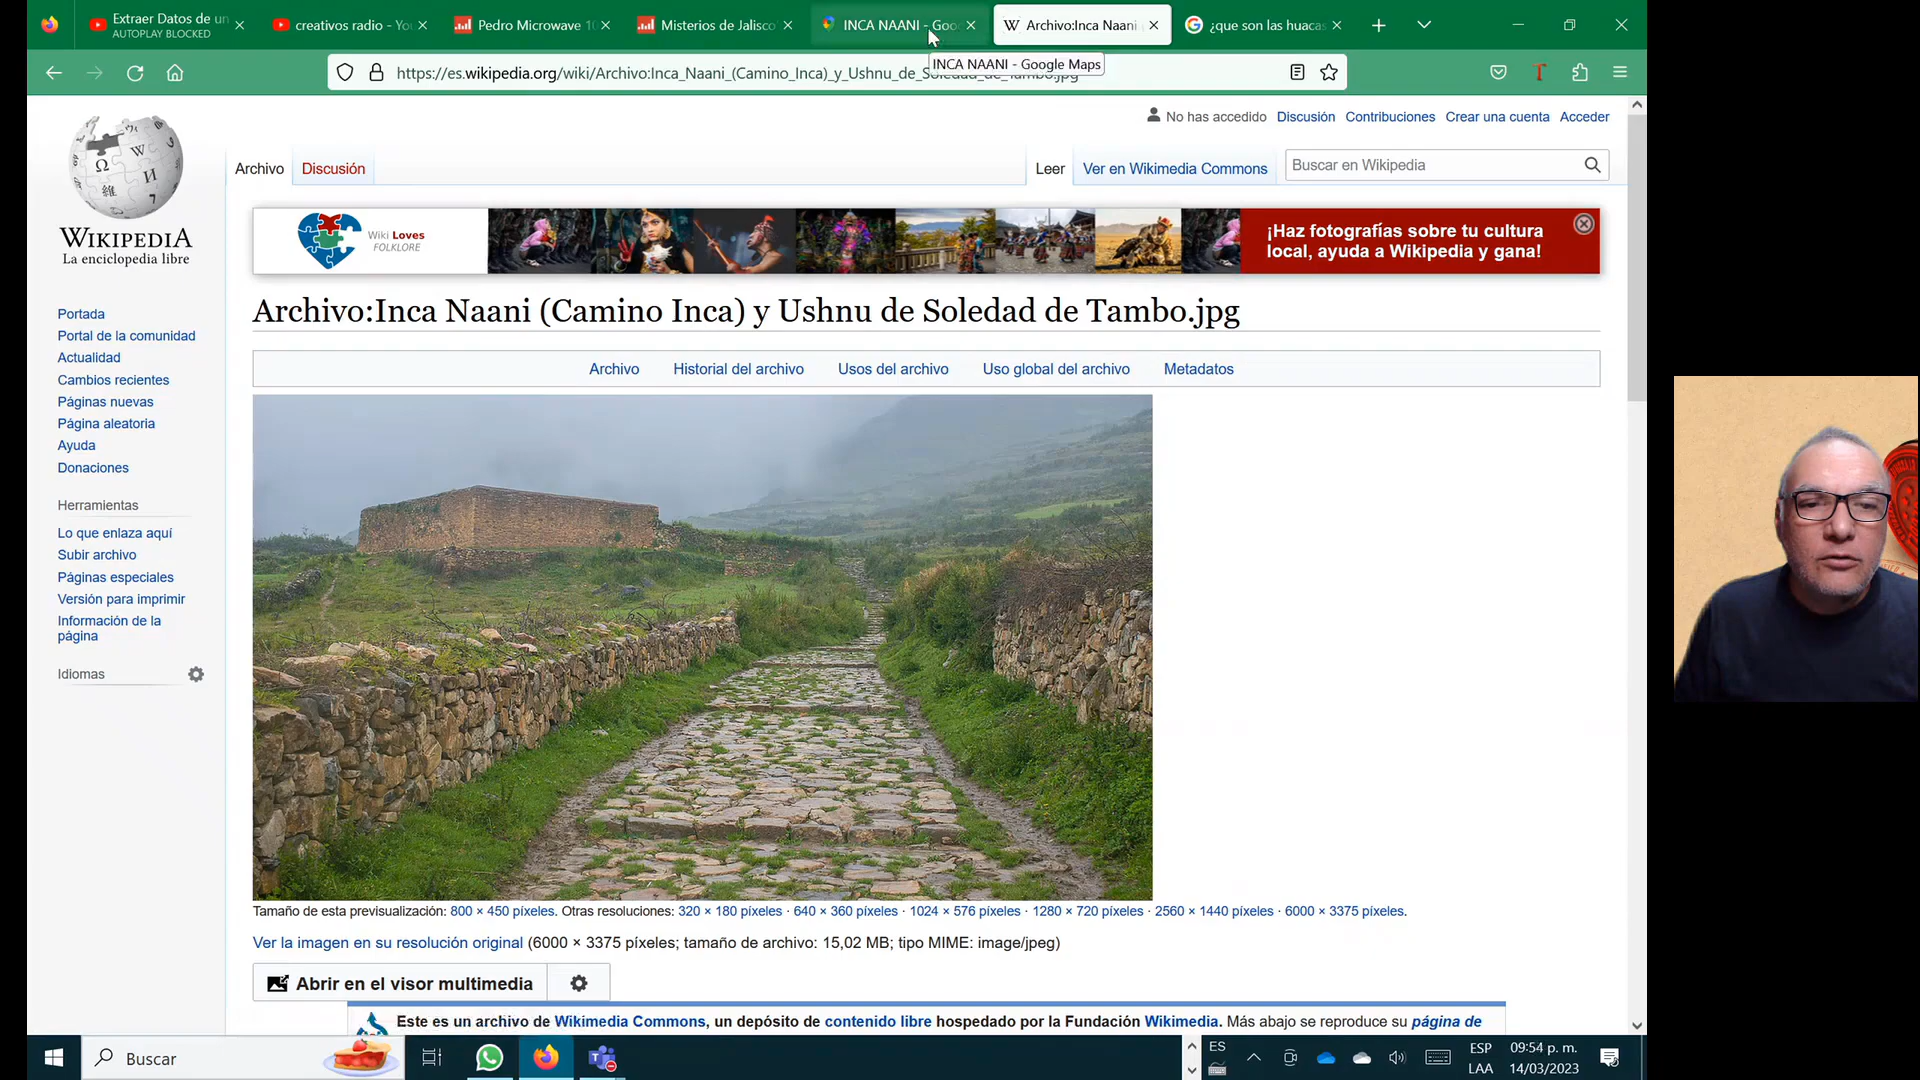 Extraer Datos de un
AUTOPLAY BLOCKED
creativos radio - You
Pedro Microwave 10
Misterios de Jalisco
INCA NAANI - Goo
Archivo:Inca Naani
¿que son las huacas
https://es.wikipedia.org/wiki/Archivo:Inca_Naani_(Camino_Inca)_y_Ushnu_de_Soledad_de_Tambo.jpg
INCA NAANI - Google Maps
No has accedido Discusión Contribuciones Crear una cuenta Acceder
WIKIPEDIA
La enciclopedia libre
Archivo Discusión Leer Ver en Wikimedia Commons Buscar en Wikipedia
Wiki Loves
FOLKLORE
¡Haz fotografías sobre tu cultura
local, ayuda a Wikipedia y gana!
Archivo:Inca Naani (Camino Inca) y Ushnu de Soledad de Tambo.jpg
Archivo Historial del archivo Usos del archivo Uso global del archivo Metadatos
Portada
Portal de la comunidad
Actualidad
Cambios recientes
Páginas nuevas
Página aleatoria
Ayuda
Donaciones
Herramientas
Lo que enlaza aquí
Subir archivo
Páginas especiales
Versión para imprimir
Información de la
página
Idiomas
Tamaño de esta previsualización: 800 × 450 píxeles. Otras resoluciones: 320 × 180 píxeles · 640 × 360 píxeles · 1024 × 576 píxeles · 1280 × 720 píxeles · 2560 × 1440 píxeles · 6000 × 3375 píxeles.
Ver la imagen en su resolución original (6000 × 3375 píxeles; tamaño de archivo: 15,02 MB; tipo MIME: image/jpeg)
Abrir en el visor multimedia
Este es un archivo de Wikimedia Commons, un depósito de contenido libre hospedado por la Fundación Wikimedia. Más abajo se reproduce su página de
Buscar
ES
ESP
LAA
09:54 p. m.
14/03/2023